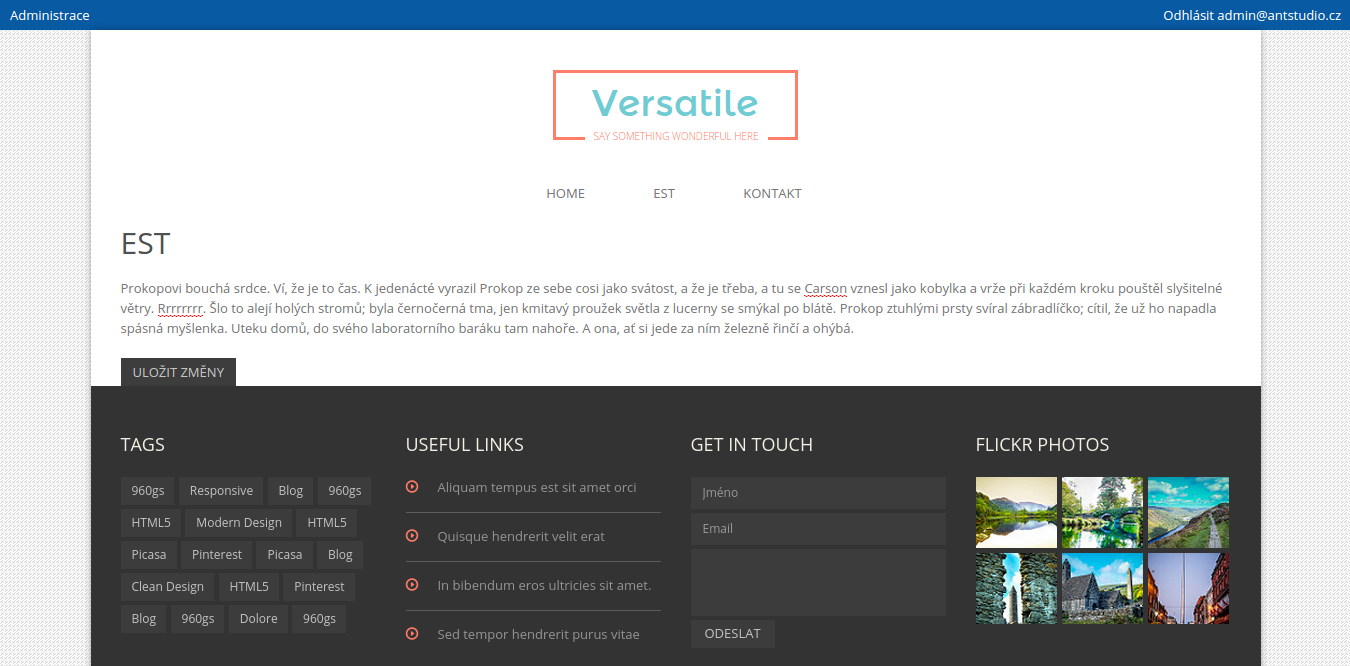 Administrace
Odhlásit admin@antstudio.cz
Versatile
SAY SOMETHING WONDERFUL HERE
HOME EST KONTAKT
EST
Prokopovi bouchá srdce. Ví, že je to čas. K jedenácté vyrazil Prokop ze sebe cosi jako svátost, a že je třeba, a tu se Carson vznesl jako kobylka a vrže při každém kroku pouštěl slyšitelné
větry. Rrrrrrrr. Šlo to alejí holých stromů; byla černočerná tma, jen kmitavý proužek světla z lucerny se smýkal po blátě. Prokop ztuhlými prsty svíral zábradlíčko; cítil, že už ho napadla
spásná myšlenka. Uteku domů, do svého laboratorního baráku tam nahoře. A ona, ať si jede za ním železně řinčí a ohýbá.
ULOŽIT ZMĚNY
TAGS
960gs Responsive Blog 960gs
HTML5 Modern Design HTML5
Picasa Pinterest Picasa Blog
Clean Design HTML5 Pinterest
Blog 960gs Dolore 960gs
USEFUL LINKS
Aliquam tempus est sit amet orci
Quisque hendrerit velit erat
In bibendum eros ultricies sit amet.
Sed tempor hendrerit purus vitae
GET IN TOUCH
Jméno
Email
ODESLAT
FLICKR PHOTOS